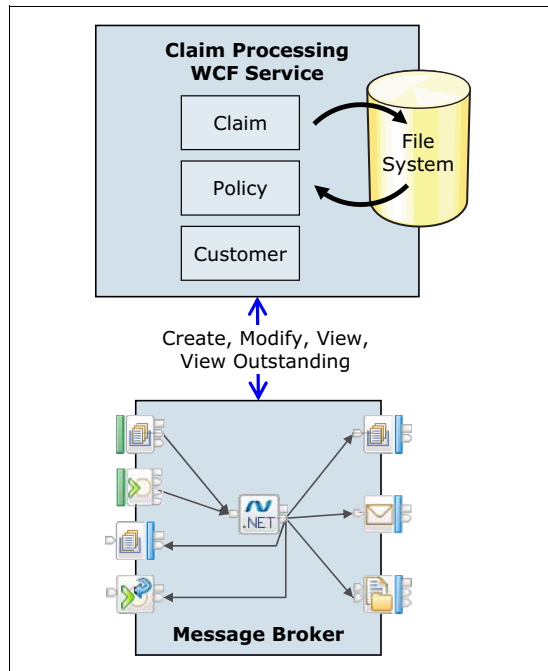 Claim Processing
WCF Service
Claim
File
System
Policy
Customer
Create, Modify, View,
View Outstanding
.NET
Message Broker